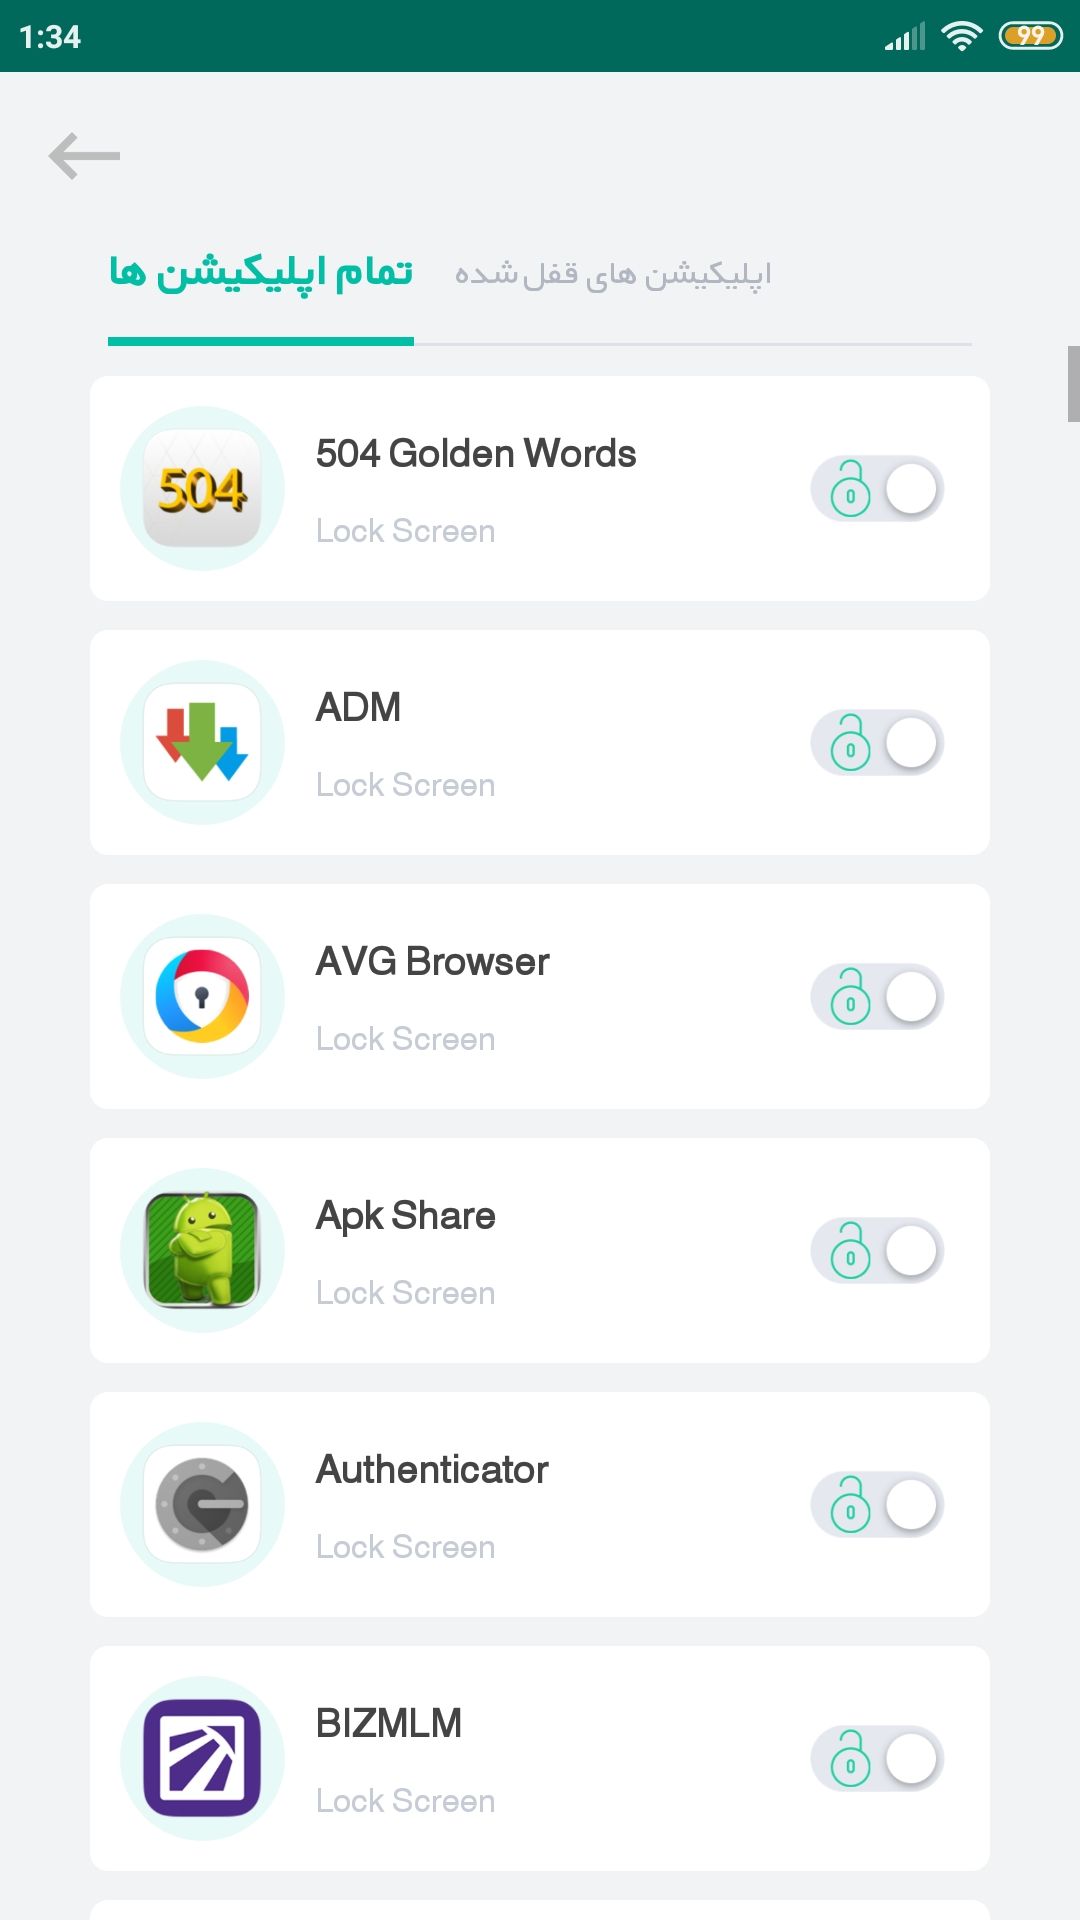 1:34
99
تمام اپلیکیشن ها
اپلیکیشن های قفل شده
504
504 Golden Words
Lock Screen
ADM
Lock Screen
AVG Browser
Lock Screen
Apk Share
Lock Screen
Authenticator
Lock Screen
BIZMLM
Lock Screen